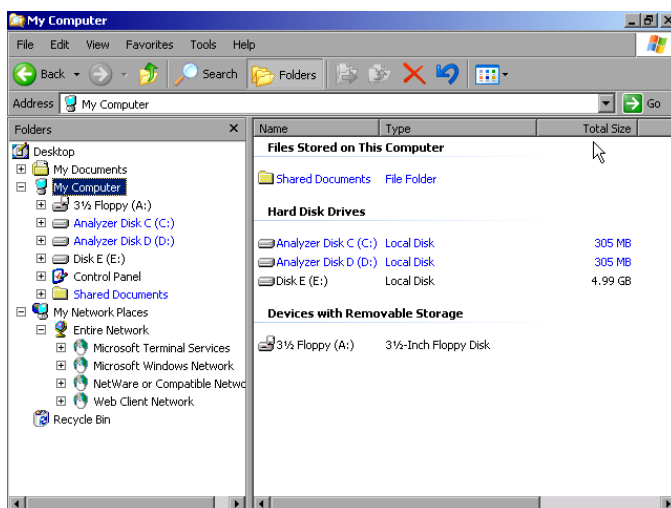 My Computer
File Edit View Favorites Tools Help
Back Search Folders
Address My Computer Go
Folders
Desktop
My Documents
My Computer
3½ Floppy (A:)
Analyzer Disk C (C:)
Analyzer Disk D (D:)
Disk E (E:)
Control Panel
Shared Documents
My Network Places
Entire Network
Microsoft Terminal Services
Microsoft Windows Network
NetWare or Compatible Netwo
Web Client Network
Recycle Bin
Name Type Total Size
Files Stored on This Computer
Shared Documents File Folder
Hard Disk Drives
Analyzer Disk C (C:) Local Disk 305 MB
Analyzer Disk D (D:) Local Disk 305 MB
Disk E (E:) Local Disk 4.99 GB
Devices with Removable Storage
3½ Floppy (A:) 3½-Inch Floppy Disk